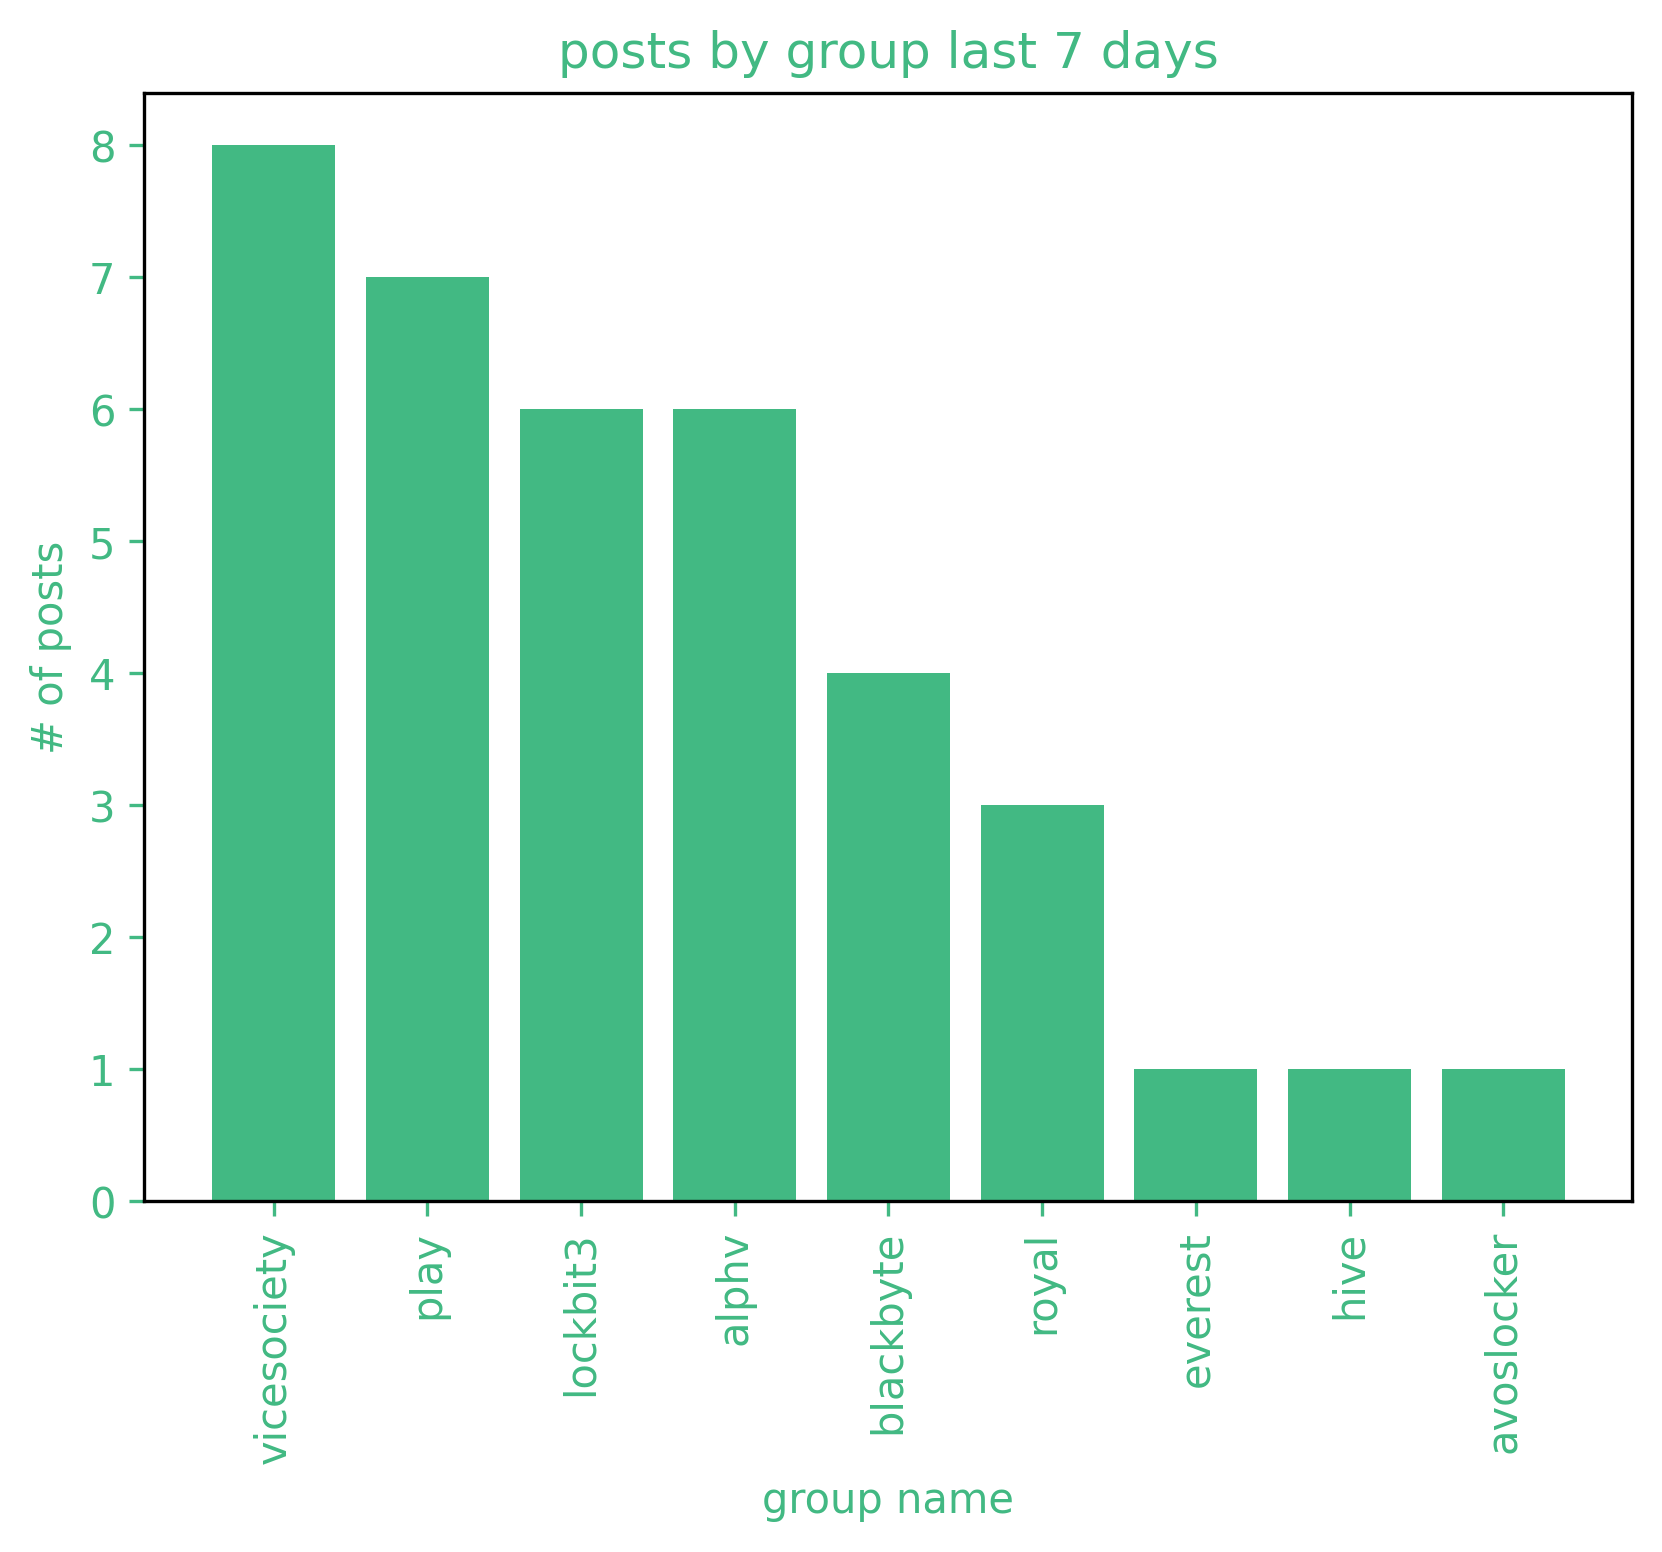 posts by group last 7 days
# of posts
8
7
6
5
4
3
2
1
0
vicesociety
play
lockbit3
alphv
blackbyte
royal
everest
hive
avoslocker
group name